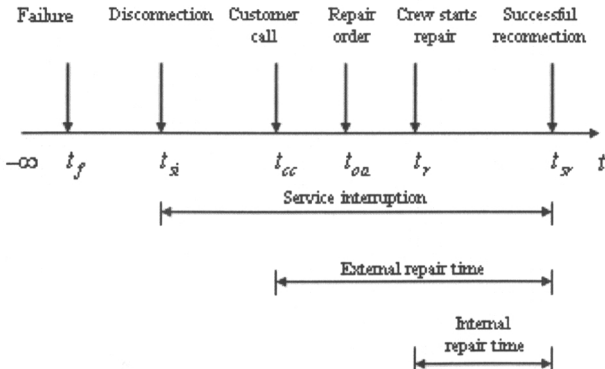 Failure Disconnection Customer Repair Crew starts Successful
call order repair reconnection
−∞ t_f t_si t_cc t_oa t_r t_sr t
Service interruption
External repair time
Internal
repair time